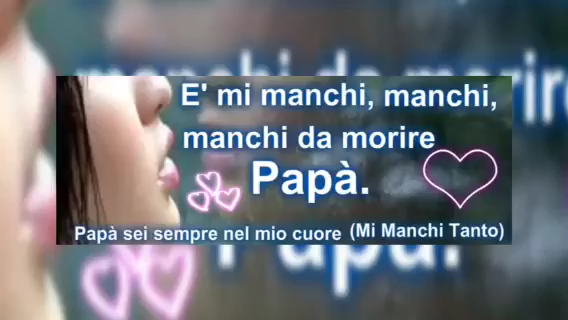 E' mi manchi, manchi,
manchi da morire
Papà.
Papà sei sempre nel mio cuore (Mi Manchi Tanto)